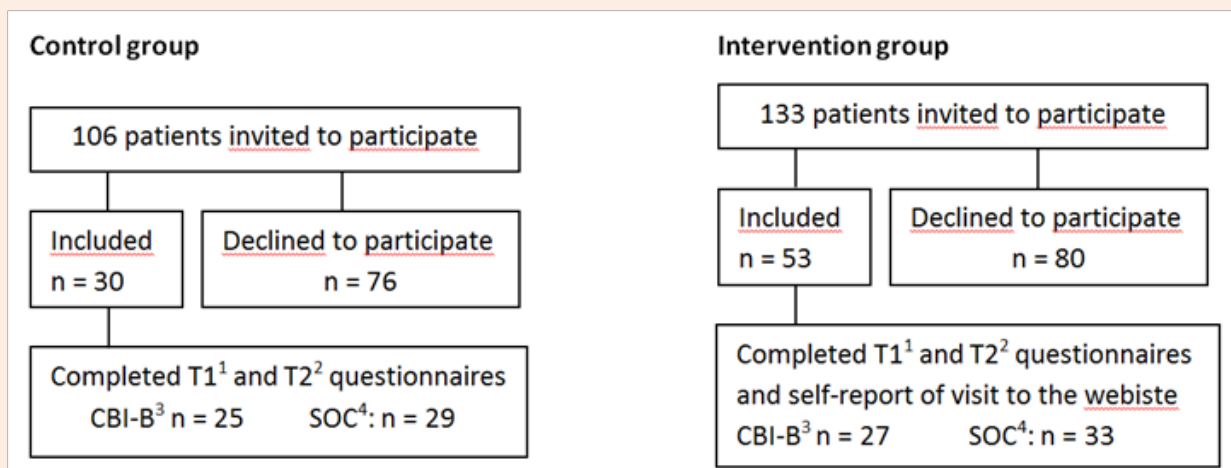 Control group
106 patients invited to participate
Included
n = 30
Declined to participate
n = 76
Completed T1¹ and T2² questionnaires
CBI-B³ n = 25 SOC⁴: n = 29
Intervention group
133 patients invited to participate
Included
n = 53
Declined to participate
n = 80
Completed T1¹ and T2² questionnaires
and self-report of visit to the webiste
CBI-B³ n = 27 SOC⁴: n = 33